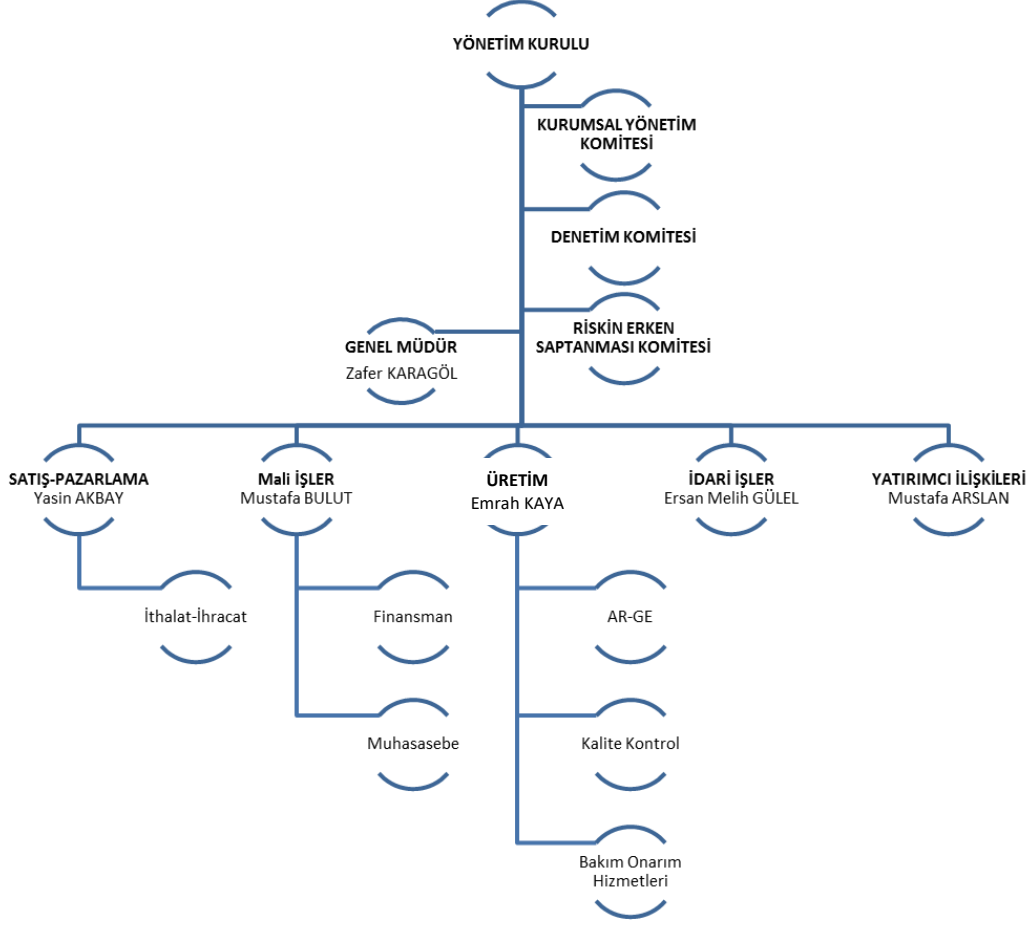 YÖNETİM KURULU
KURUMSAL YÖNETİM
KOMİTESİ
DENETİM KOMİTESİ
RİSKİN ERKEN
SAPTANMASI KOMİTESİ
GENEL MÜDÜR
Zafer KARAGÖL
SATIŞ-PAZARLAMA
Yasin AKBAY
Mali İŞLER
Mustafa BULUT
ÜRETİM
Emrah KAYA
İDARİ İŞLER
Ersan Melih GÜLEL
YATIRIMCI İLİŞKİLERİ
Mustafa ARSLAN
İthalat-İhracat
Finansman
Muhasasebe
AR-GE
Kalite Kontrol
Bakım Onarım
Hizmetleri